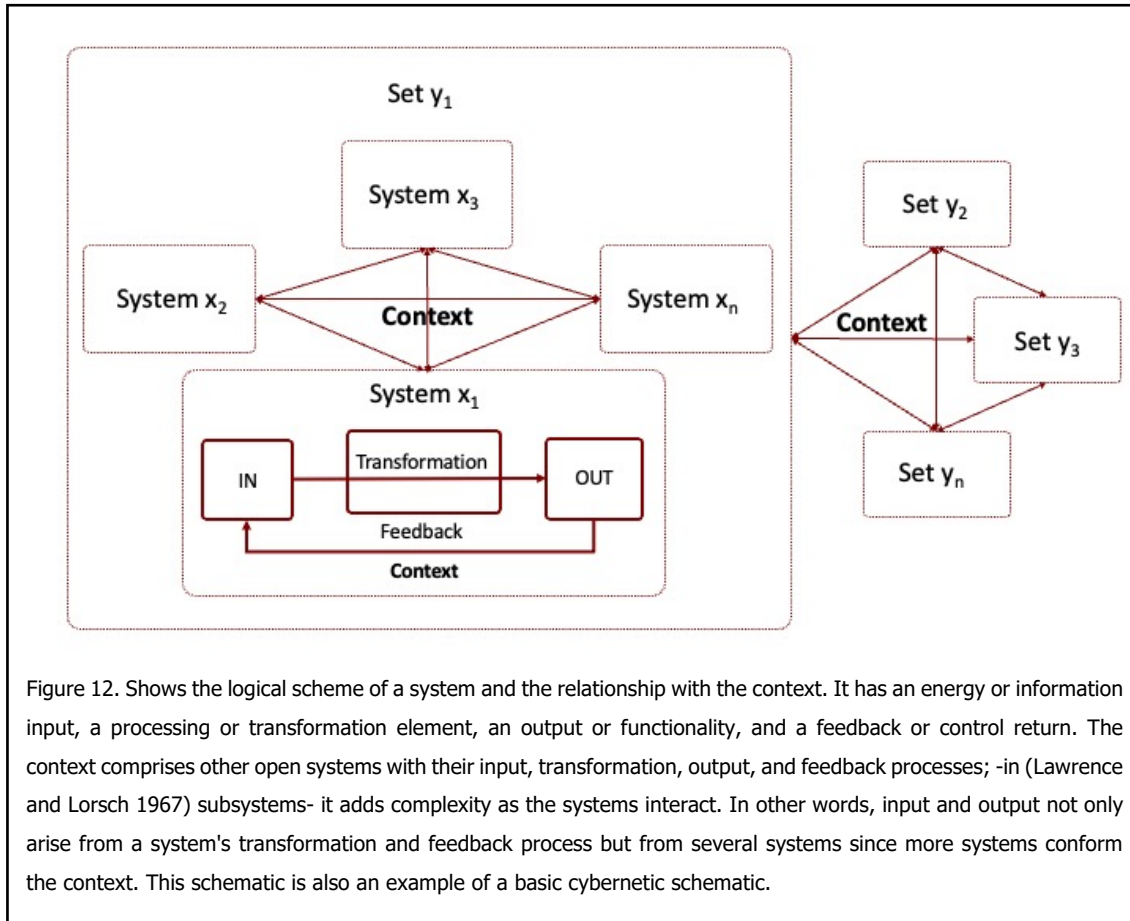 Set y₁
System x₃
Set y₂
System x₂
System xₙ
Context
Context
Set y₃
System x₁
Transformation
IN
OUT
Set yₙ
Feedback
Context
Figure 12. Shows the logical scheme of a system and the relationship with the context. It has an energy or information
input, a processing or transformation element, an output or functionality, and a feedback or control return. The
context comprises other open systems with their input, transformation, output, and feedback processes; -in (Lawrence
and Lorsch 1967) subsystems- it adds complexity as the systems interact. In other words, input and output not only
arise from a system's transformation and feedback process but from several systems since more systems conform
the context. This schematic is also an example of a basic cybernetic schematic.